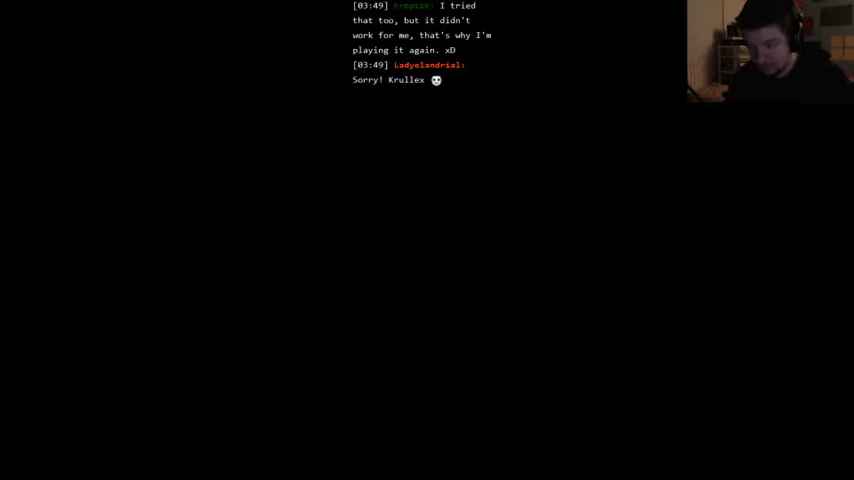 [03:49] Kropsik: I tried
that too, but it didn't
work for me, that's why I'm
playing it again. xD
[03:49] Ladyelandrial:
Sorry! Krullex